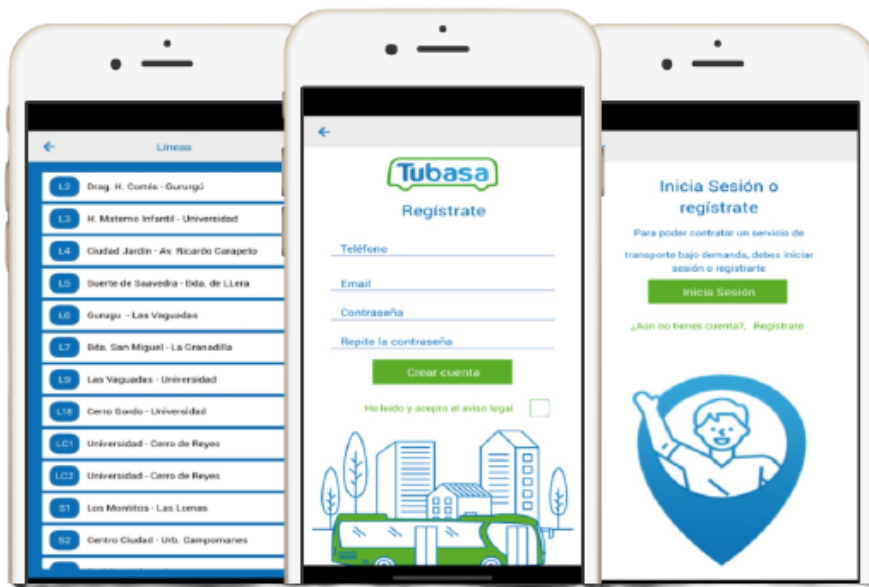 Líneas
L2 Drag. H. Cortés - Gururgú
L3 H. Materno Infantil - Universidad
L4 Ciudad Jardín - Av. Ricardo Carapeto
L5 Suerte de Saavedra - Bda. de LLera
L6 Gurugu - Las Vaguadas
L7 Bda. San Miguel - La Granadilla
L9 Las Vaguadas - Universidad
L18 Cerro Gordo - Universidad
LC1 Universidad - Cerro de Reyes
LC2 Universidad - Cerro de Reyes
S1 Los Montitos - Las Lomas
S2 Centro Ciudad - Urb. Campomanes
Tubasa
Regístrate
Teléfono
Email
Contraseña
Repite la contraseña
Crear cuenta
He leído y acepto el aviso legal
Inicia Sesión o
regístrate
Para poder contratar un servicio de
transporte bajo demanda, debes iniciar
sesión o registrarte
Inicia Sesión
¿Aún no tienes cuenta?, Regístrate